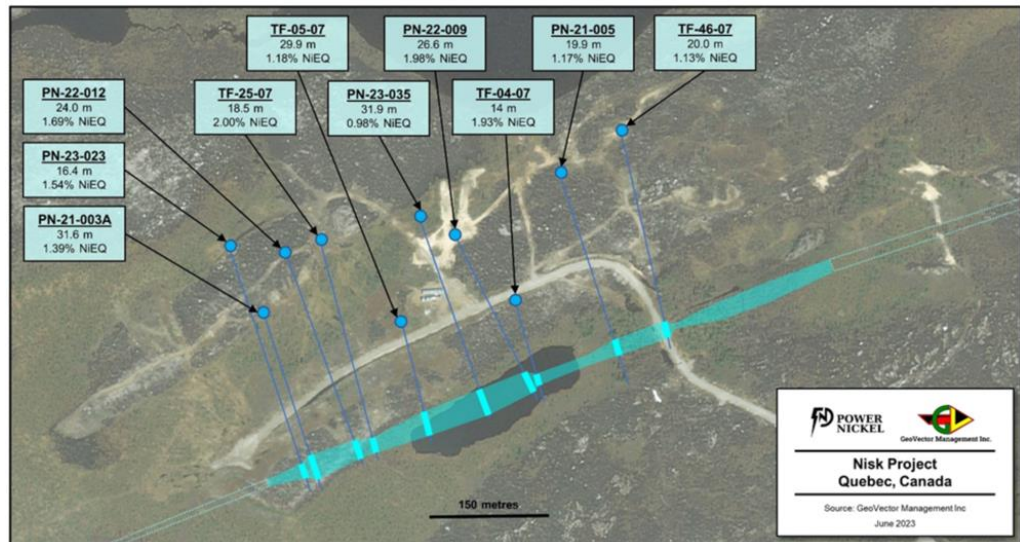 TF-05-07
29.9 m
1.18% NiEQ
PN-22-009
26.6 m
1.98% NiEQ
PN-21-005
19.9 m
1.17% NiEQ
TF-46-07
20.0 m
1.13% NiEQ
PN-22-012
24.0 m
1.69% NiEQ
TF-25-07
18.5 m
2.00% NiEQ
PN-23-035
31.9 m
0.98% NiEQ
TF-04-07
14 m
1.93% NiEQ
PN-23-023
16.4 m
1.54% NiEQ
PN-21-003A
31.6 m
1.39% NiEQ
150 metres
POWER
NICKEL
GeoVector Management Inc.
Nisk Project
Quebec, Canada
Source: GeoVector Management Inc
June 2023